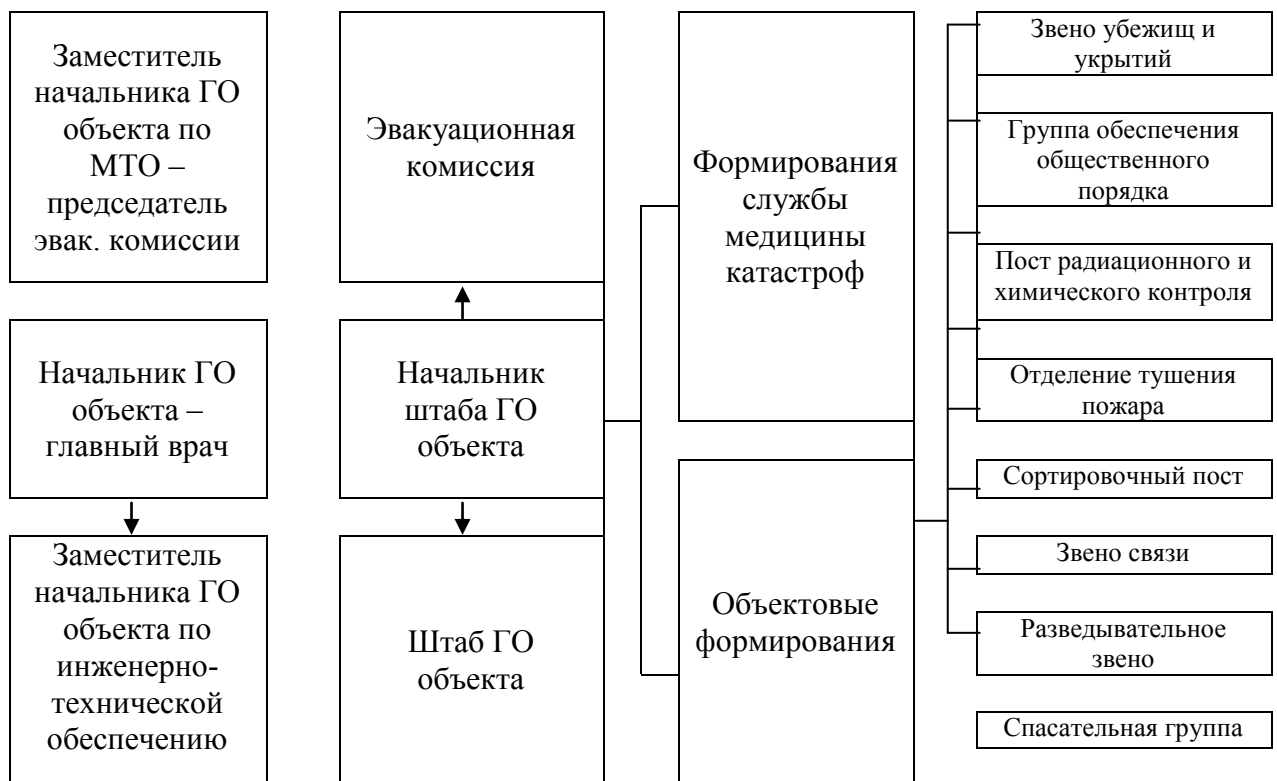 Заместитель
начальника ГО
объекта по
МТО –
председатель
эвак. комиссии
Начальник ГО
объекта –
главный врач
Заместитель
начальника ГО
объекта по
инженерно-
технической
обеспечению
Эвакуационная
комиссия
Начальник
штаба ГО
объекта
Штаб ГО
объекта
Формирования
службы
медицины
катастроф
Объектовые
формирования
Звено убежищ и
укрытий
Группа обеспечения
общественного
порядка
Пост радиационного и
химического контроля
Отделение тушения
пожара
Сортировочный пост
Звено связи
Разведывательное
звено
Спасательная группа